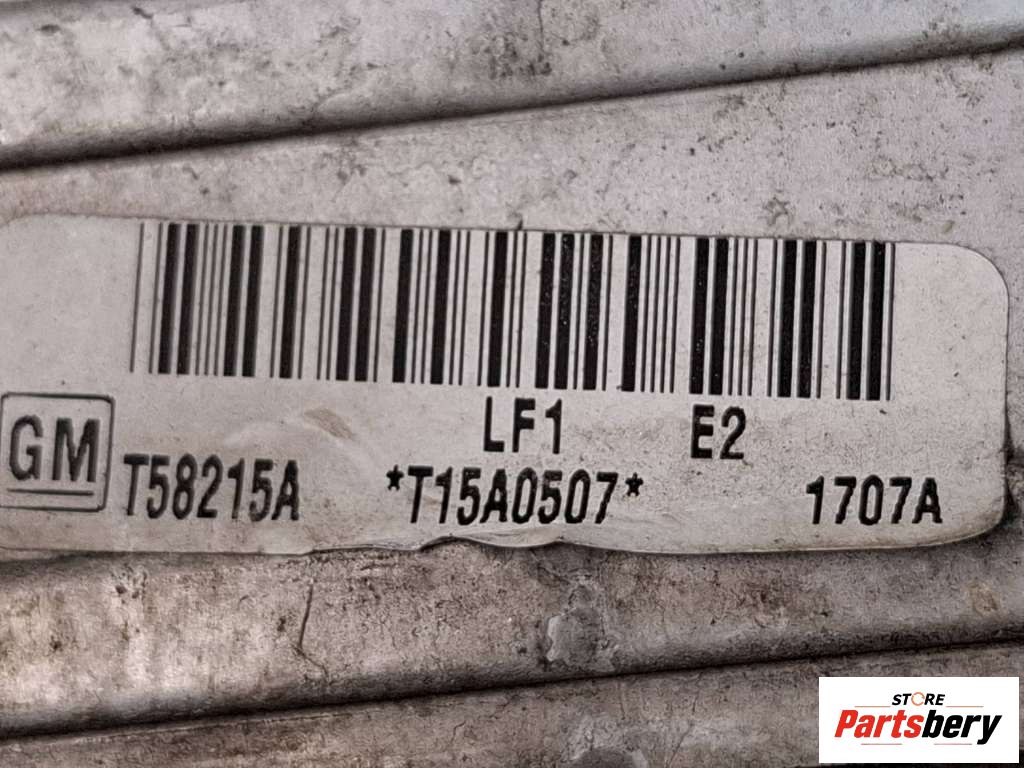 LF1 E2
GM
T58215A *T15A0507* 1707A
STORE
Partsbery